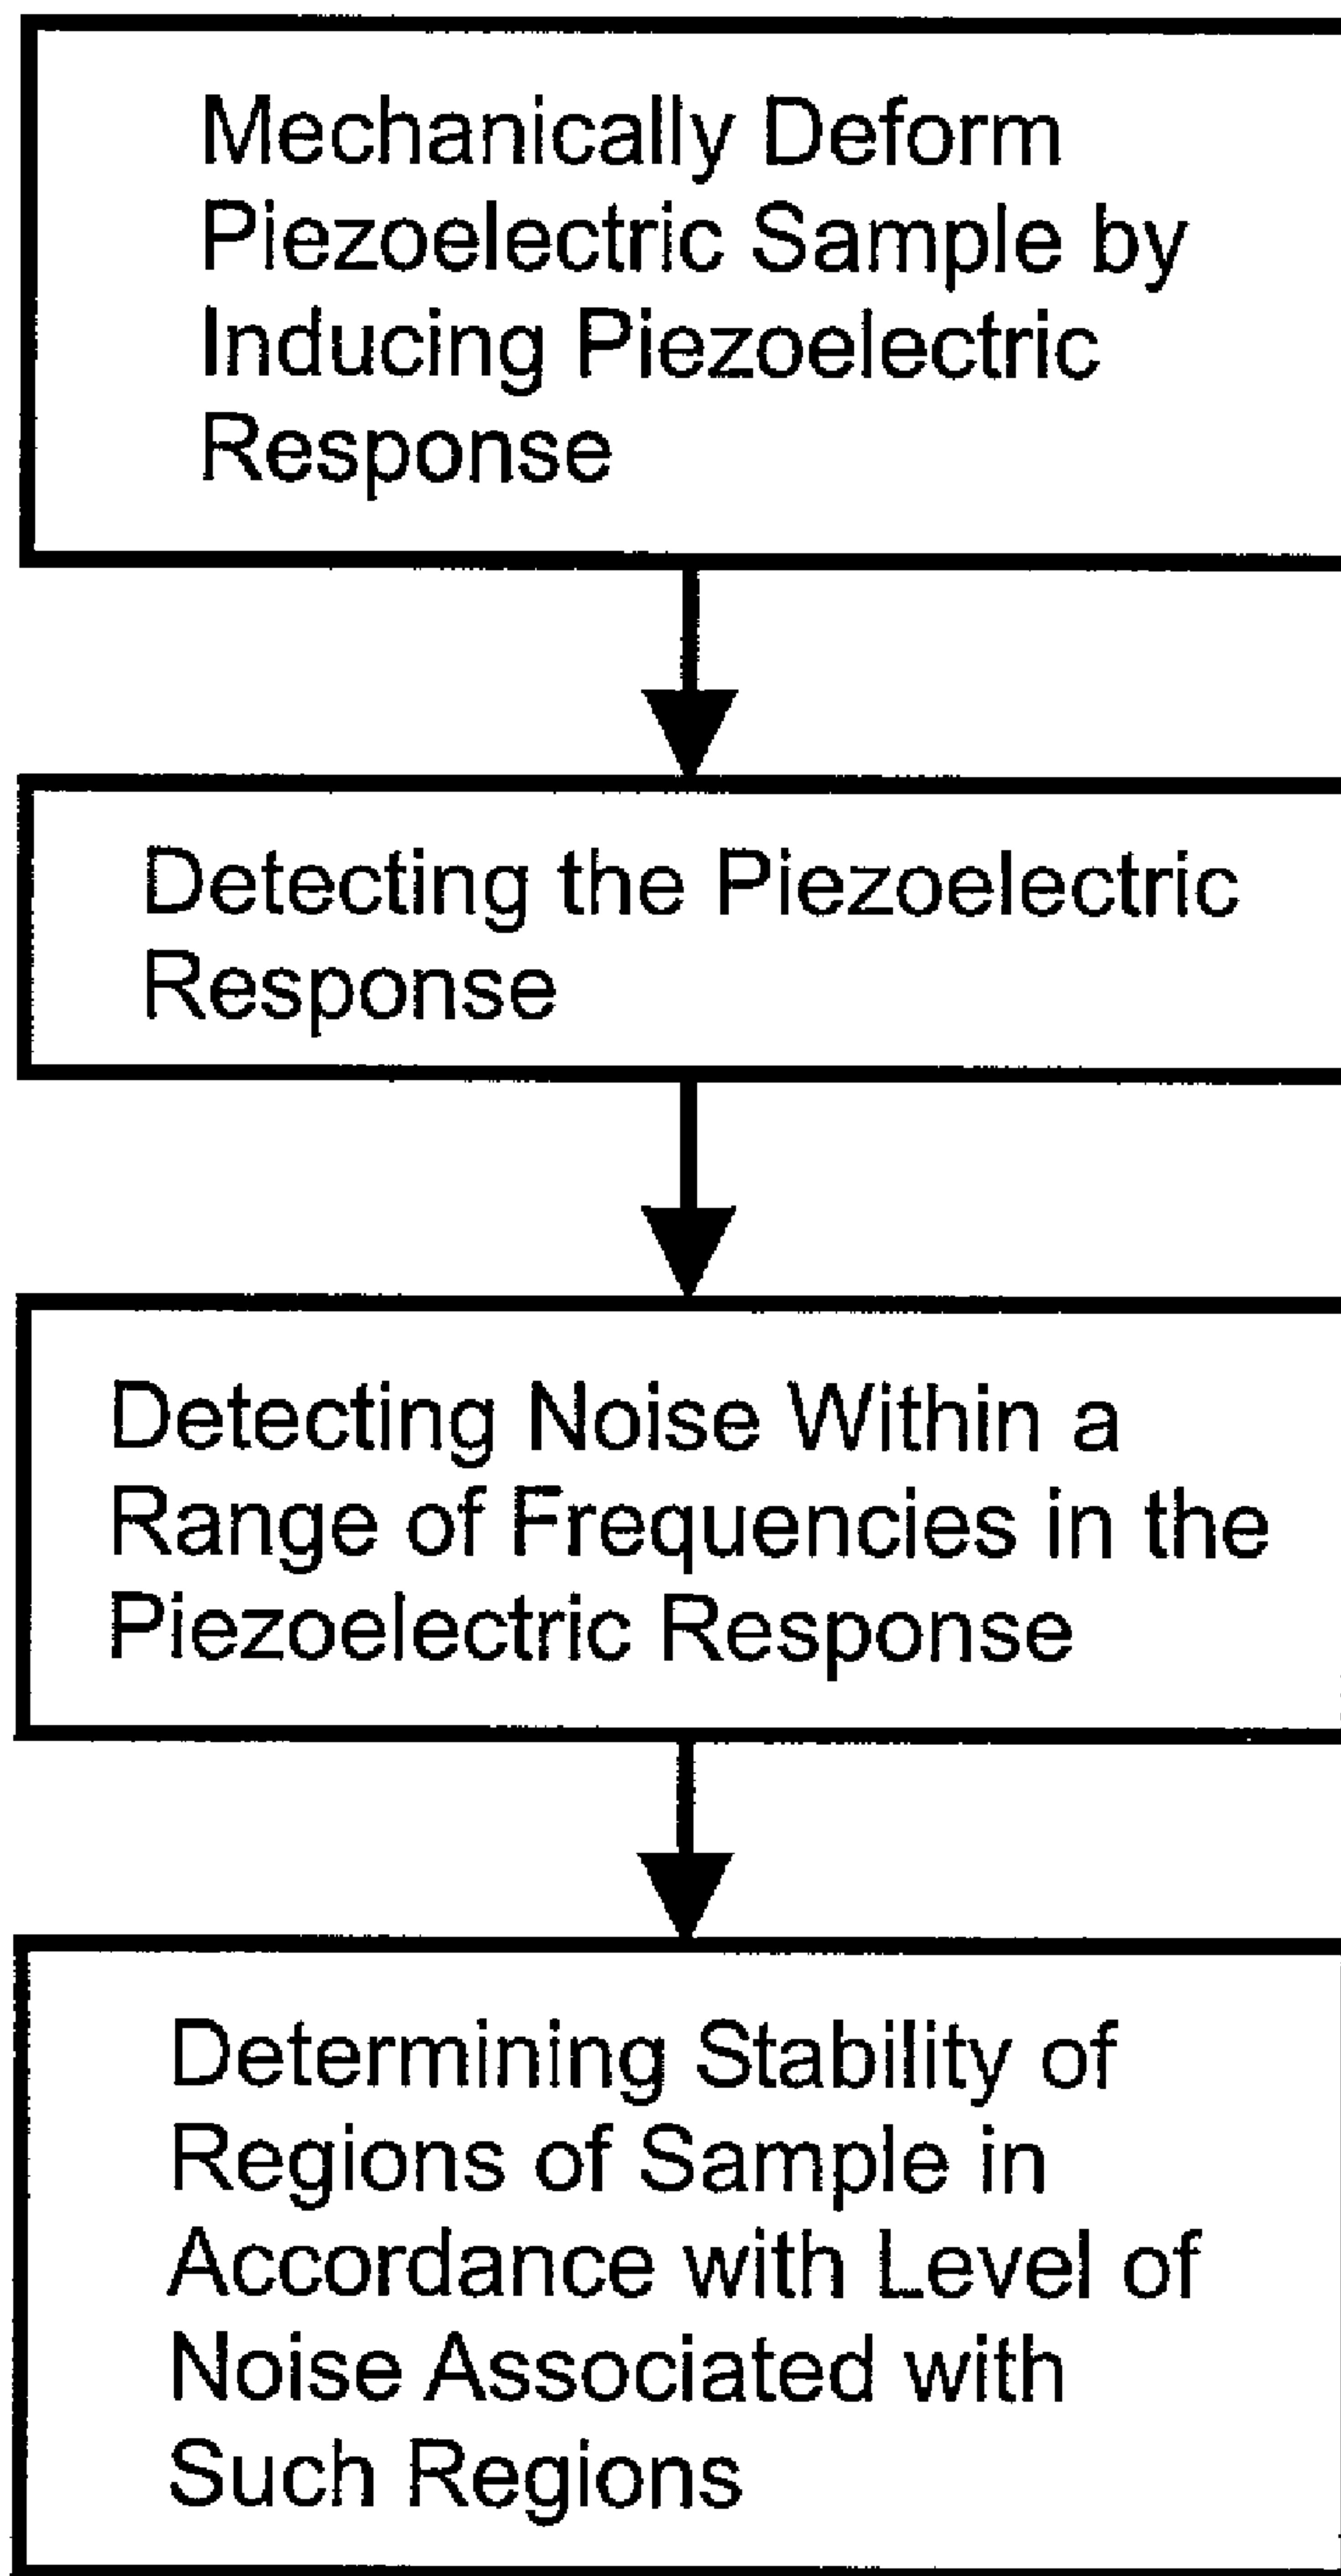 Mechanically Deform
Piezoelectric Sample by
Inducing Piezoelectric
Response
Detecting the Piezoelectric
Response
Detecting Noise Within a
Range of Frequencies in the
Piezoelectric Response
Determining Stability of
Regions of Sample in
Accordance with Level of
Noise Associated with
Such Regions